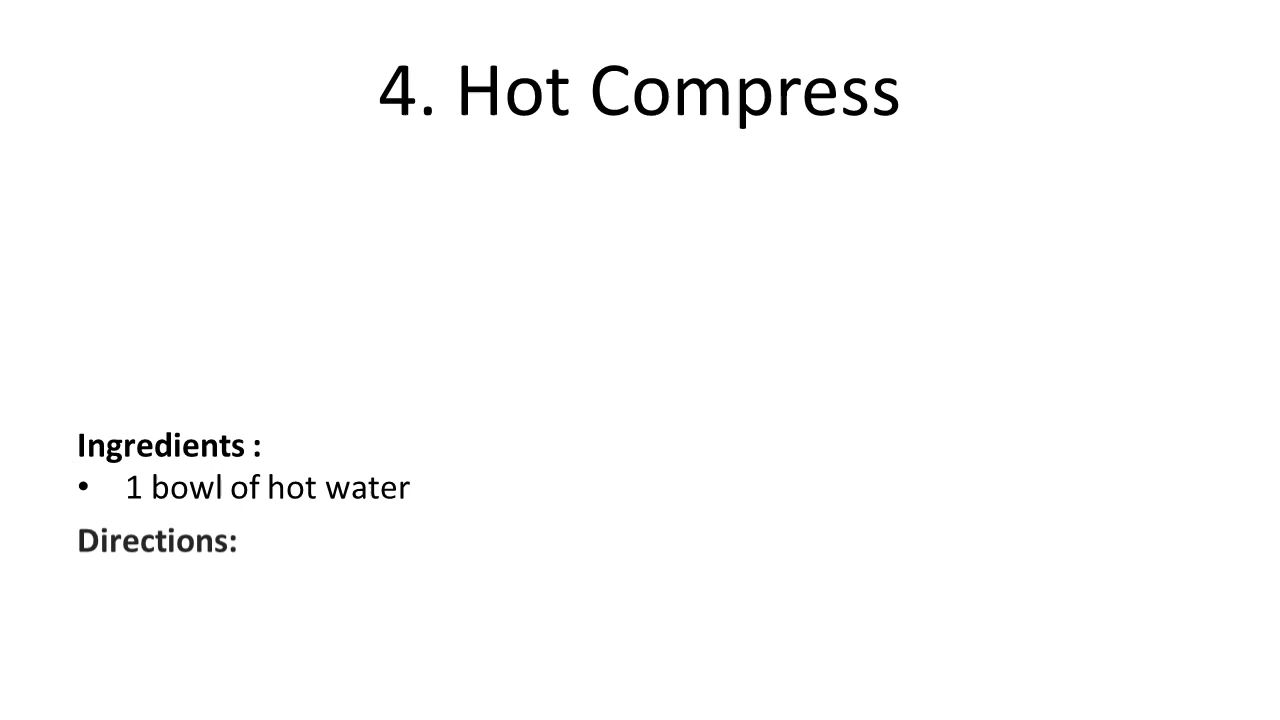 4. Hot Compress
Ingredients :
• 1 bowl of hot water
Directions: